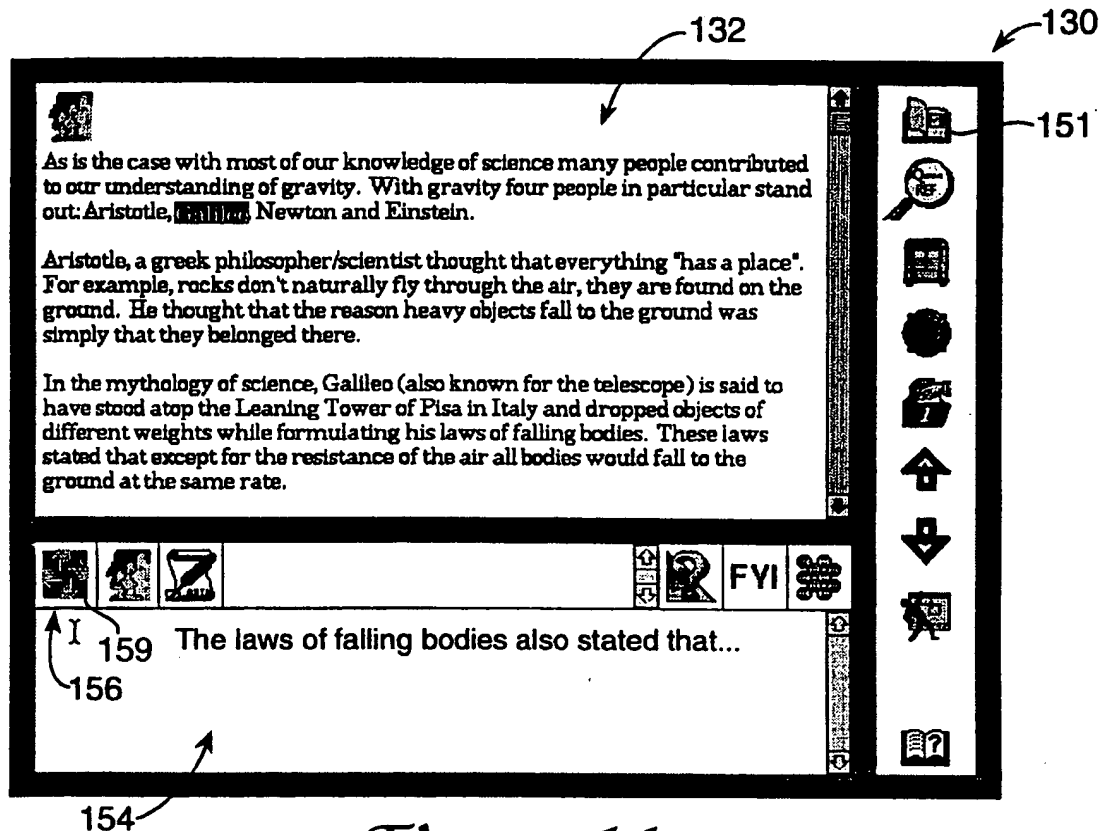 130
132
151
REF
As is the case with most of our knowledge of science many people contributed
to our understanding of gravity. With gravity four people in particular stand
out: Aristotle, Galileo, Newton and Einstein.
Aristotle, a greek philosopher/scientist thought that everything "has a place".
For example, rocks don't naturally fly through the air, they are found on the
ground. He thought that the reason heavy objects fall to the ground was
simply that they belonged there.
In the mythology of science, Galileo (also known for the telescope) is said to
have stood atop the Leaning Tower of Pisa in Italy and dropped objects of
different weights while formulating his laws of falling bodies. These laws
stated that except for the resistance of the air all bodies would fall to the
ground at the same rate.
1
FYI
159
The laws of falling bodies also stated that...
156
?
154